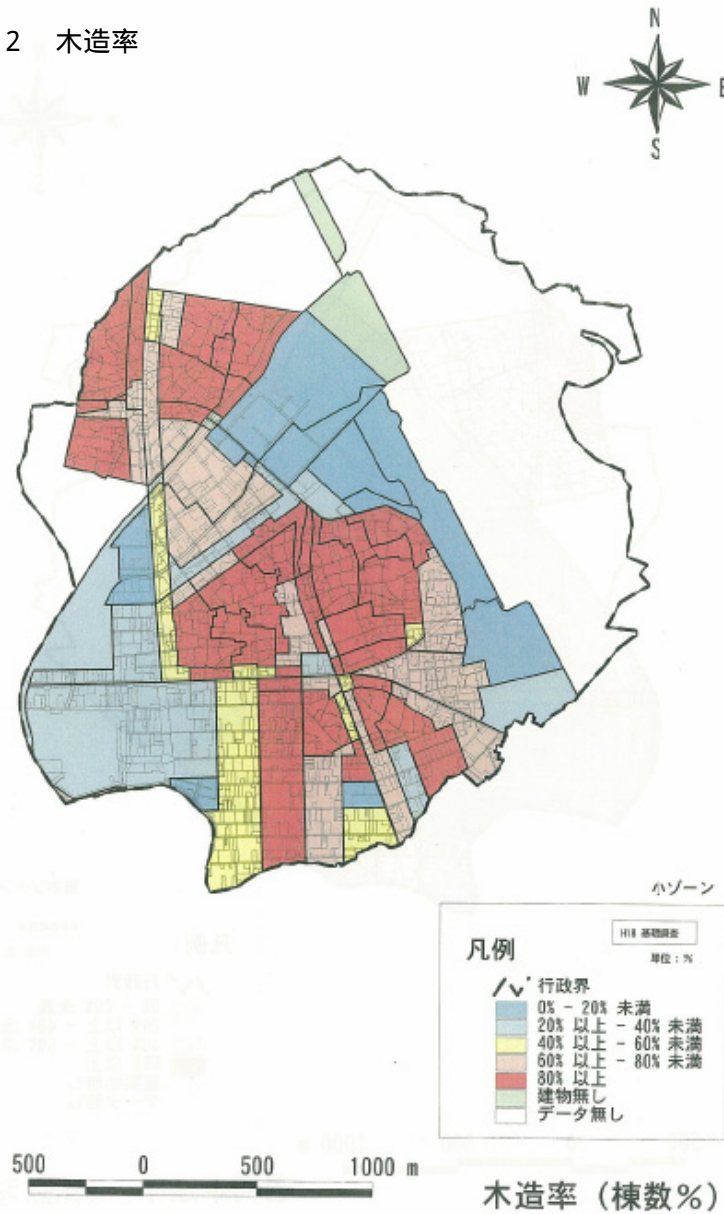 2 木造率
N
W E
S
小ゾーン
凡例
H18 基礎調査
単位：％
行政界
0% - 20% 未満
20% 以上 - 40% 未満
40% 以上 - 60% 未満
60% 以上 - 80% 未満
80% 以上
建物無し
データ無し
500 0 500 1000 m
木造率（棟数％）